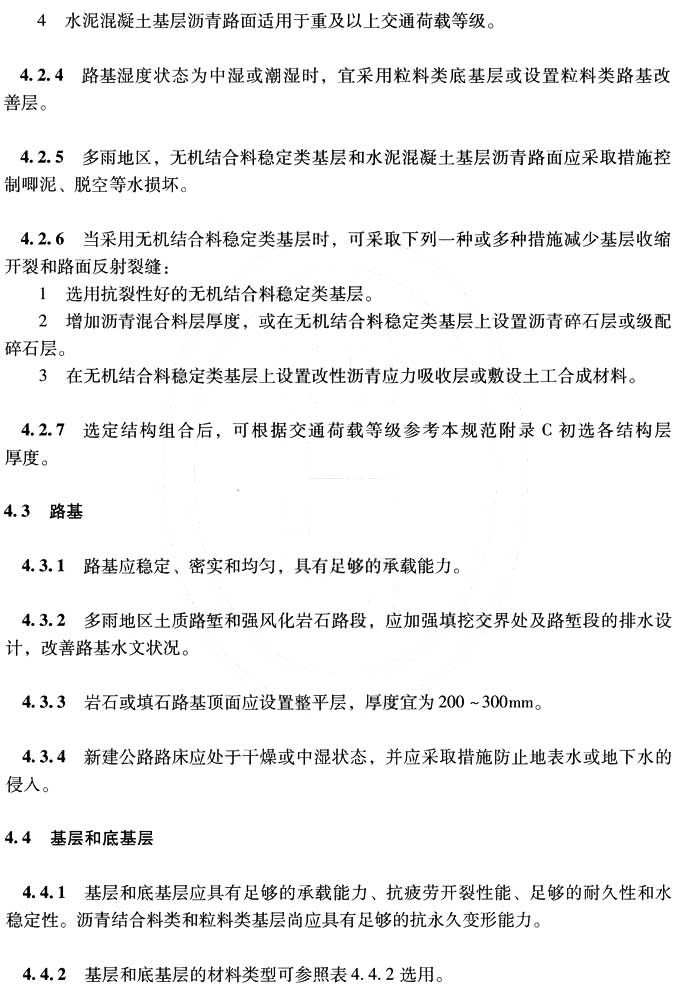 4 水泥混凝土基层沥青路面适用于重及以上交通荷载等级。
4.2.4 路基湿度状态为中湿或潮湿时，宜采用粒料类底基层或设置粒料类路基改
善层。
4.2.5 多雨地区，无机结合料稳定类基层和水泥混凝土基层沥青路面应采取措施控
制唧泥、脱空等水损坏。
4.2.6 当采用无机结合料稳定类基层时，可采取下列一种或多种措施减少基层收缩
开裂和路面反射裂缝：
1 选用抗裂性好的无机结合料稳定类基层。
2 增加沥青混合料层厚度，或在无机结合料稳定类基层上设置沥青碎石层或级配
碎石层。
3 在无机结合料稳定类基层上设置改性沥青应力吸收层或敷设土工合成材料。
4.2.7 选定结构组合后，可根据交通荷载等级参考本规范附录 C 初选各结构层
厚度。
4.3 路基
4.3.1 路基应稳定、密实和均匀，具有足够的承载能力。
4.3.2 多雨地区土质路堑和强风化岩石路段，应加强填挖交界处及路堑段的排水设
计，改善路基水文状况。
4.3.3 岩石或填石路基顶面应设置整平层，厚度宜为 200 ~ 300mm。
4.3.4 新建公路路床应处于干燥或中湿状态，并应采取措施防止地表水或地下水的
侵入。
4.4 基层和底基层
4.4.1 基层和底基层应具有足够的承载能力、抗疲劳开裂性能、足够的耐久性和水
稳定性。沥青结合料类和粒料类基层尚应具有足够的抗永久变形能力。
4.4.2 基层和底基层的材料类型可参照表 4.4.2 选用。